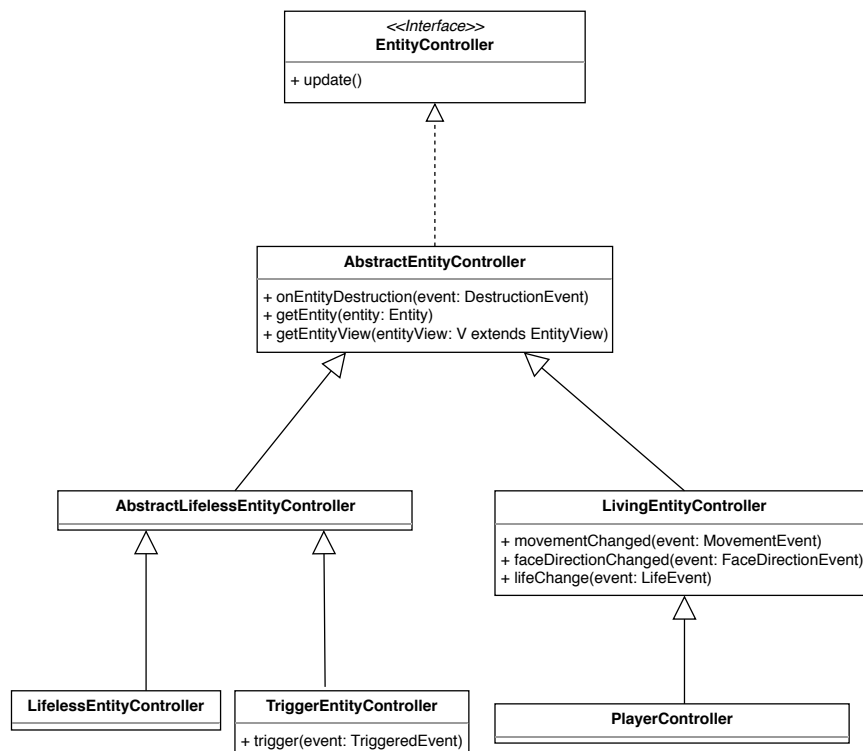 <<Interface>>
EntityController
+ update()
AbstractEntityController
+ onEntityDestruction(event: DestructionEvent)
+ getEntity(entity: Entity)
+ getEntityView(entityView: V extends EntityView)
AbstractLifelessEntityController
LivingEntityController
+ movementChanged(event: MovementEvent)
+ faceDirectionChanged(event: FaceDirectionEvent)
+ lifeChange(event: LifeEvent)
LifelessEntityController
TriggerEntityController
+ trigger(event: TriggeredEvent)
PlayerController